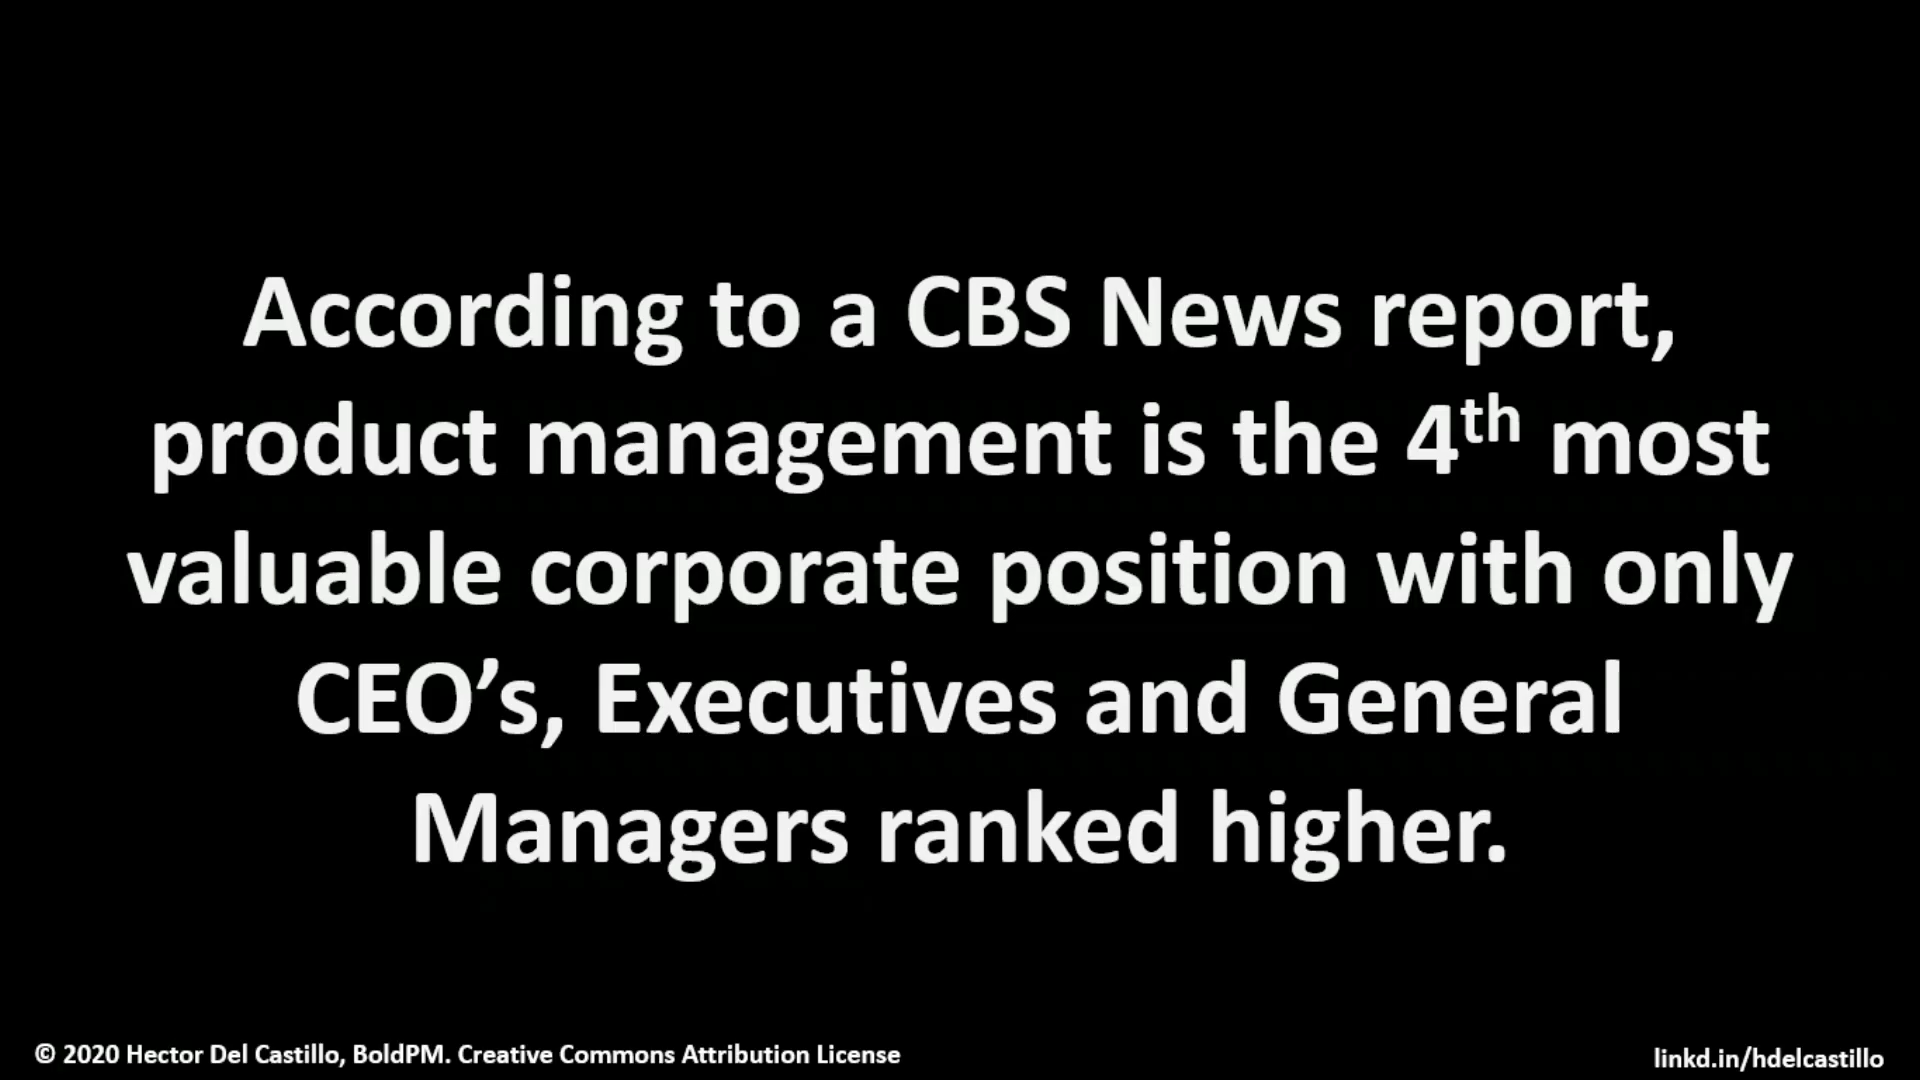 According to a CBS News report,
product management is the 4th most
valuable corporate position with only
CEO’s, Executives and General
Managers ranked higher.
© 2020 Hector Del Castillo, BoldPM. Creative Commons Attribution License
linkd.in/hdelcastillo